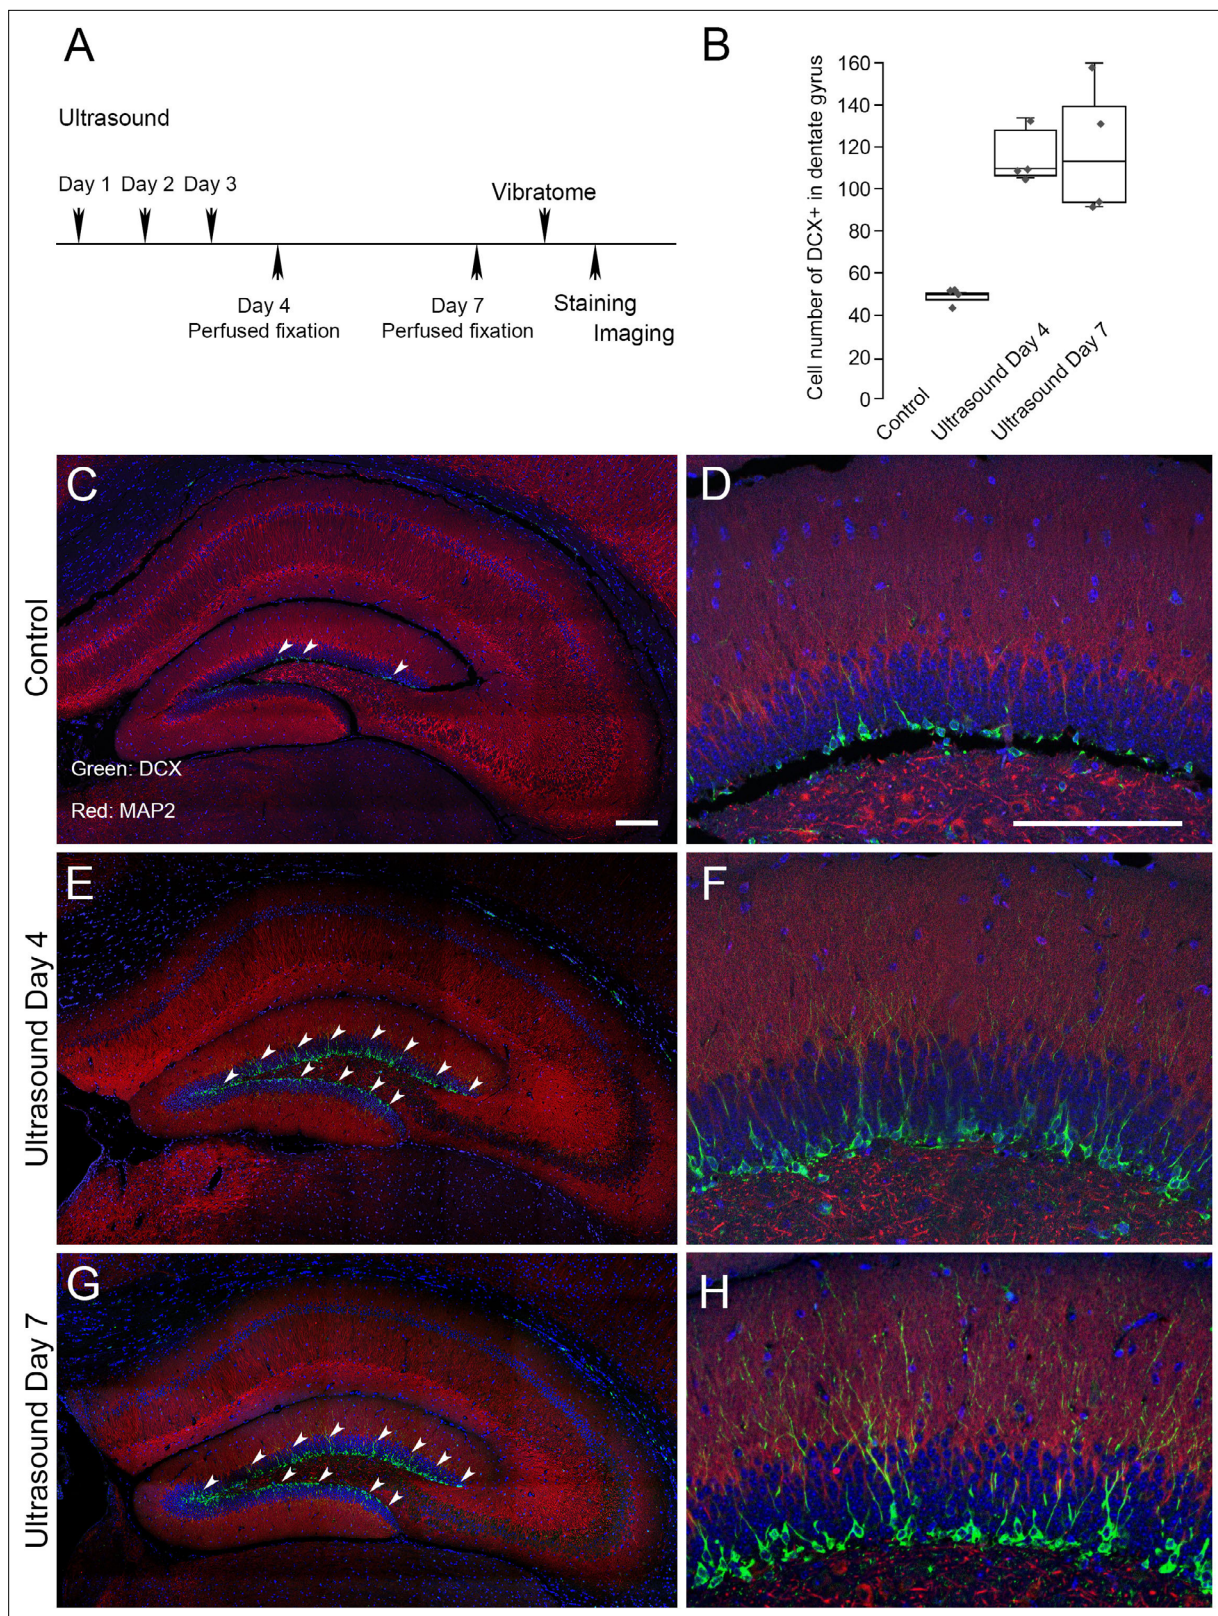 A
Ultrasound
Day 1 Day 2 Day 3
Vibratome
Day 4
Perfused fixation
Day 7
Perfused fixation
Staining
Imaging
B
Cell number of DCX+ in dentate gyrus
160
140
120
100
80
60
40
20
0
Control
Ultrasound Day 4
Ultrasound Day 7
Control
C
Green: DCX
Red: MAP2
D
Ultrasound Day 4
E
F
Ultrasound Day 7
G
H